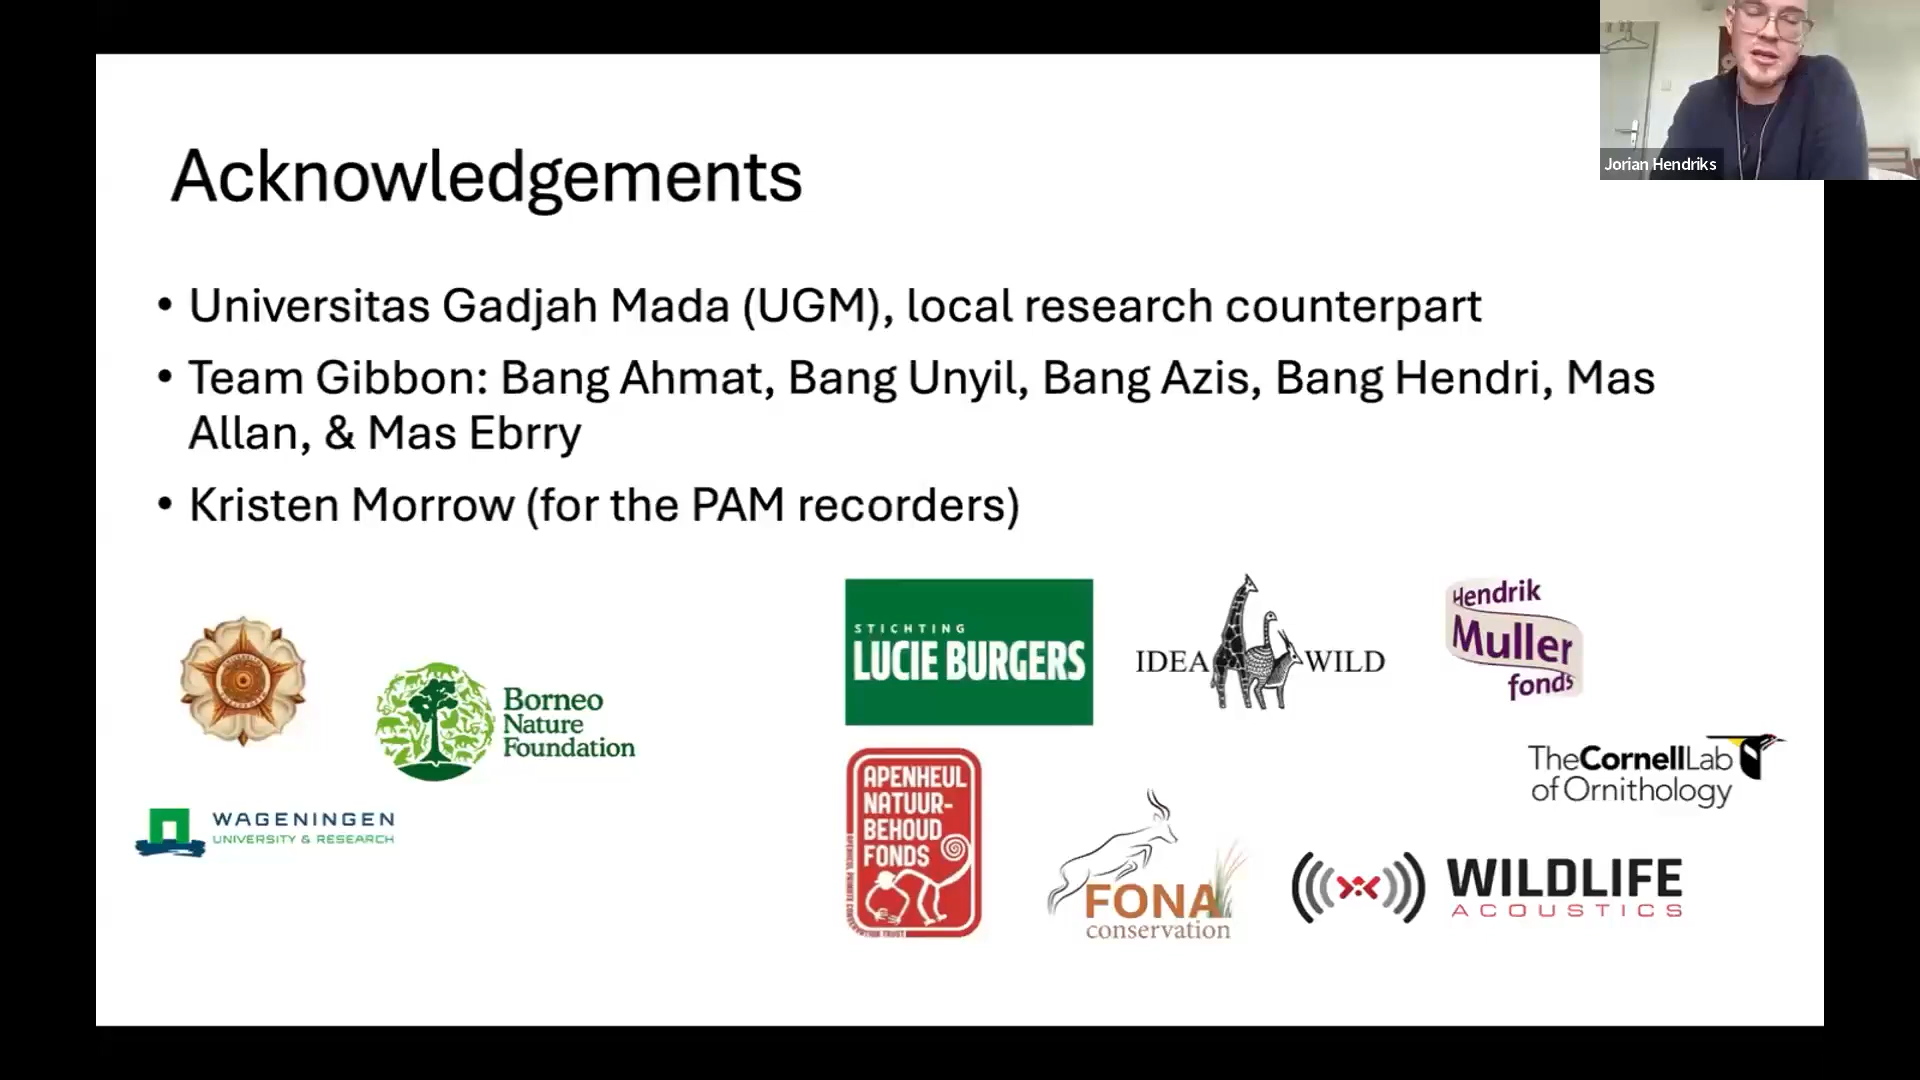 Jorian Hendriks
Acknowledgements
• Universitas Gadjah Mada (UGM), local research counterpart
• Team Gibbon: Bang Ahmat, Bang Unyil, Bang Azis, Bang Hendri, Mas
Allan, & Mas Ebrry
• Kristen Morrow (for the PAM recorders)
Borneo
Nature
Foundation
WAGENINGEN
UNIVERSITY & RESEARCH
STICHTING
LUCIE BURGERS
IDEA WILD
Hendrik
Muller
fonds
APENHEUL
NATUUR-
BEHOUD
FONDS
FONA
conservation
TheCornellLab
of Ornithology
WILDLIFE
ACOUSTICS